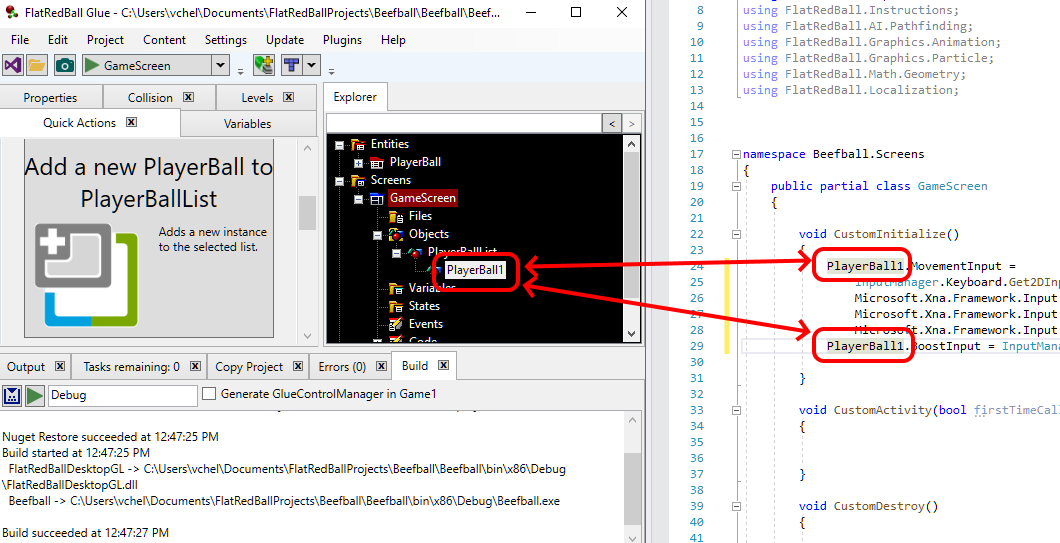 FlatRedBall Glue - C:\Users\vchel\Documents\FlatRedBallProjects\Beefball\Beefball\Beef...
File Edit Project Content Settings Update Plugins Help
GameScreen
Properties Collision Levels
Quick Actions Variables
Add a new PlayerBall to
PlayerBallList
Adds a new instance
to the selected list.
Explorer
< >
Entities
PlayerBall
Screens
GameScreen
Files
Objects
PlayerBallList
PlayerBall1
Variables
States
Events
Code
Output Tasks remaining: 0 Copy Project Errors (0) Build
Debug Generate GlueControlManager in Game1
Nuget Restore succeeded at 12:47:25 PM
Build started at 12:47:25 PM
FlatRedBallDesktopGL -> C:\Users\vchel\Documents\FlatRedBallProjects\Beefball\Beefball\bin\x86\Debug
\FlatRedBallDesktopGL.dll
Beefball -> C:\Users\vchel\Documents\FlatRedBallProjects\Beefball\Beefball\bin\x86\Debug\Beefball.exe
Build succeeded at 12:47:27 PM
8 using FlatRedBall.Instructions;
9 using FlatRedBall.AI.Pathfinding;
10 using FlatRedBall.Graphics.Animation;
11 using FlatRedBall.Graphics.Particle;
12 using FlatRedBall.Math.Geometry;
13 using FlatRedBall.Localization;
14
15
16
17 namespace Beefball.Screens
18 {
19 public partial class GameScreen
20 {
21
22 void CustomInitialize()
23 {
24 PlayerBall1.MovementInput =
25 InputManager.Keyboard.Get2DInp
26 Microsoft.Xna.Framework.Input
27 Microsoft.Xna.Framework.Input
28 Microsoft.Xna.Framework.Input
29 PlayerBall1.BoostInput = InputMana
30
31 }
32
33 void CustomActivity(bool firstTimeCal
34 {
35
36
37 }
38
39 void CustomDestroy()
40 {
41